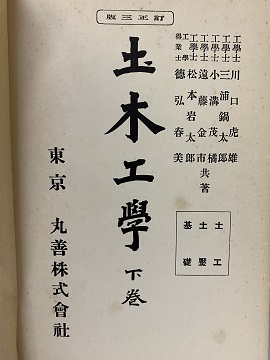 訂正三版
工學士 川口虎雄
工學士 三浦鍋太郎
工學士 小溝茂橘
工學士 遠藤金市
工學士 松本岩太郎
工學得業士 德弘春美
共著
土木工學 下卷
土工
土壓
基礎
東京 丸善株式會社